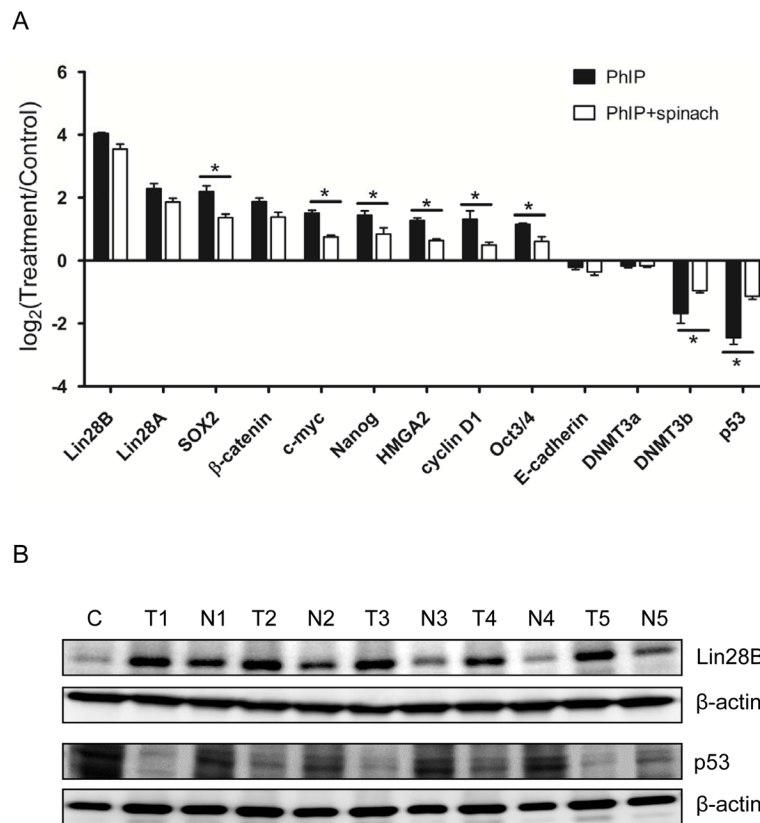 A
6
4
2
0
-2
-4
log2(Treatment/Control)
PhIP
PhIP+spinach
*
*
*
*
*
*
*
*
Lin28B
Lin28A
SOX2
β-catenin
c-myc
Nanog
HMGA2
cyclin D1
Oct3/4
E-cadherin
DNMT3a
DNMT3b
p53
B
C T1 N1 T2 N2 T3 N3 T4 N4 T5 N5
Lin28B
β-actin
p53
β-actin